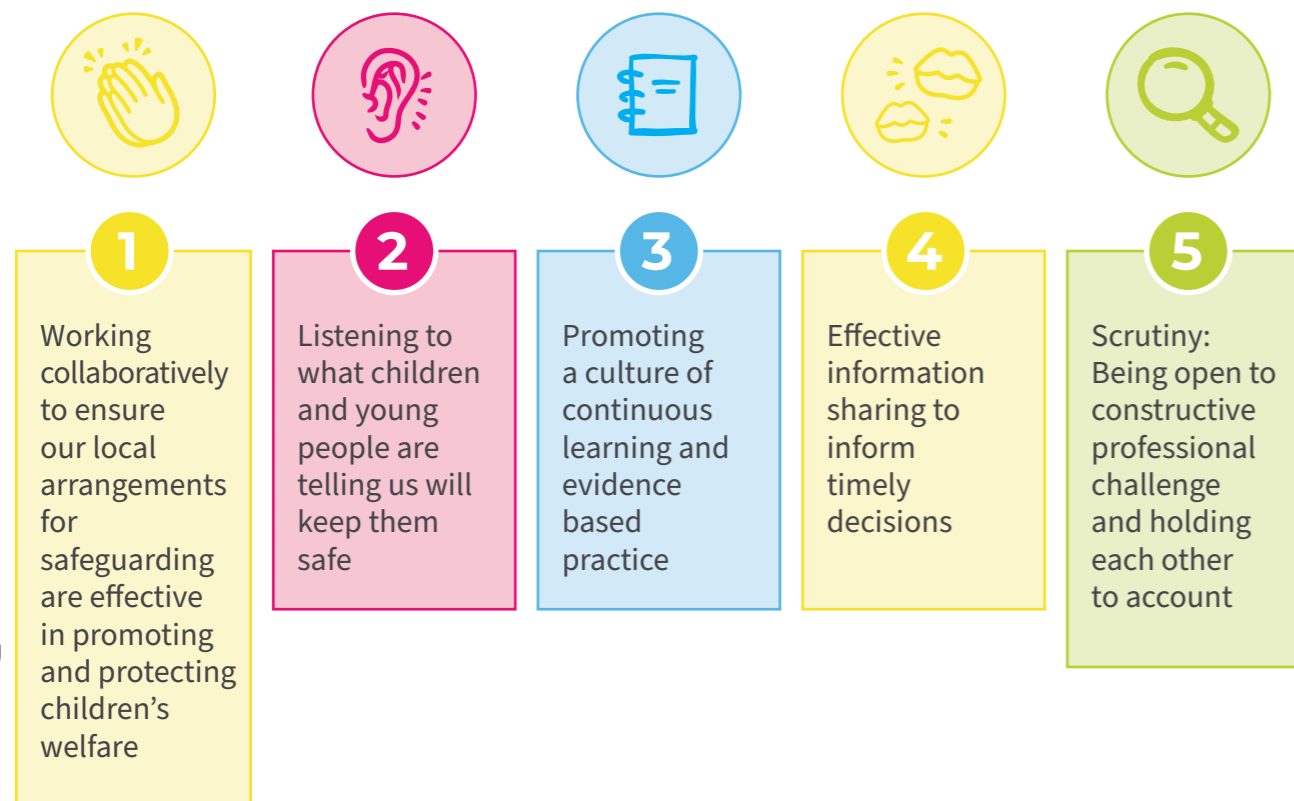 1
Working
collaboratively
to ensure
our local
arrangements
for
safeguarding
are effective
in promoting
and protecting
children’s
welfare
2
Listening to
what children
and young
people are
telling us will
keep them
safe
3
Promoting
a culture of
continuous
learning and
evidence
based
practice
4
Effective
information
sharing to
inform
timely
decisions
5
Scrutiny:
Being open to
constructive
professional
challenge
and holding
each other
to account